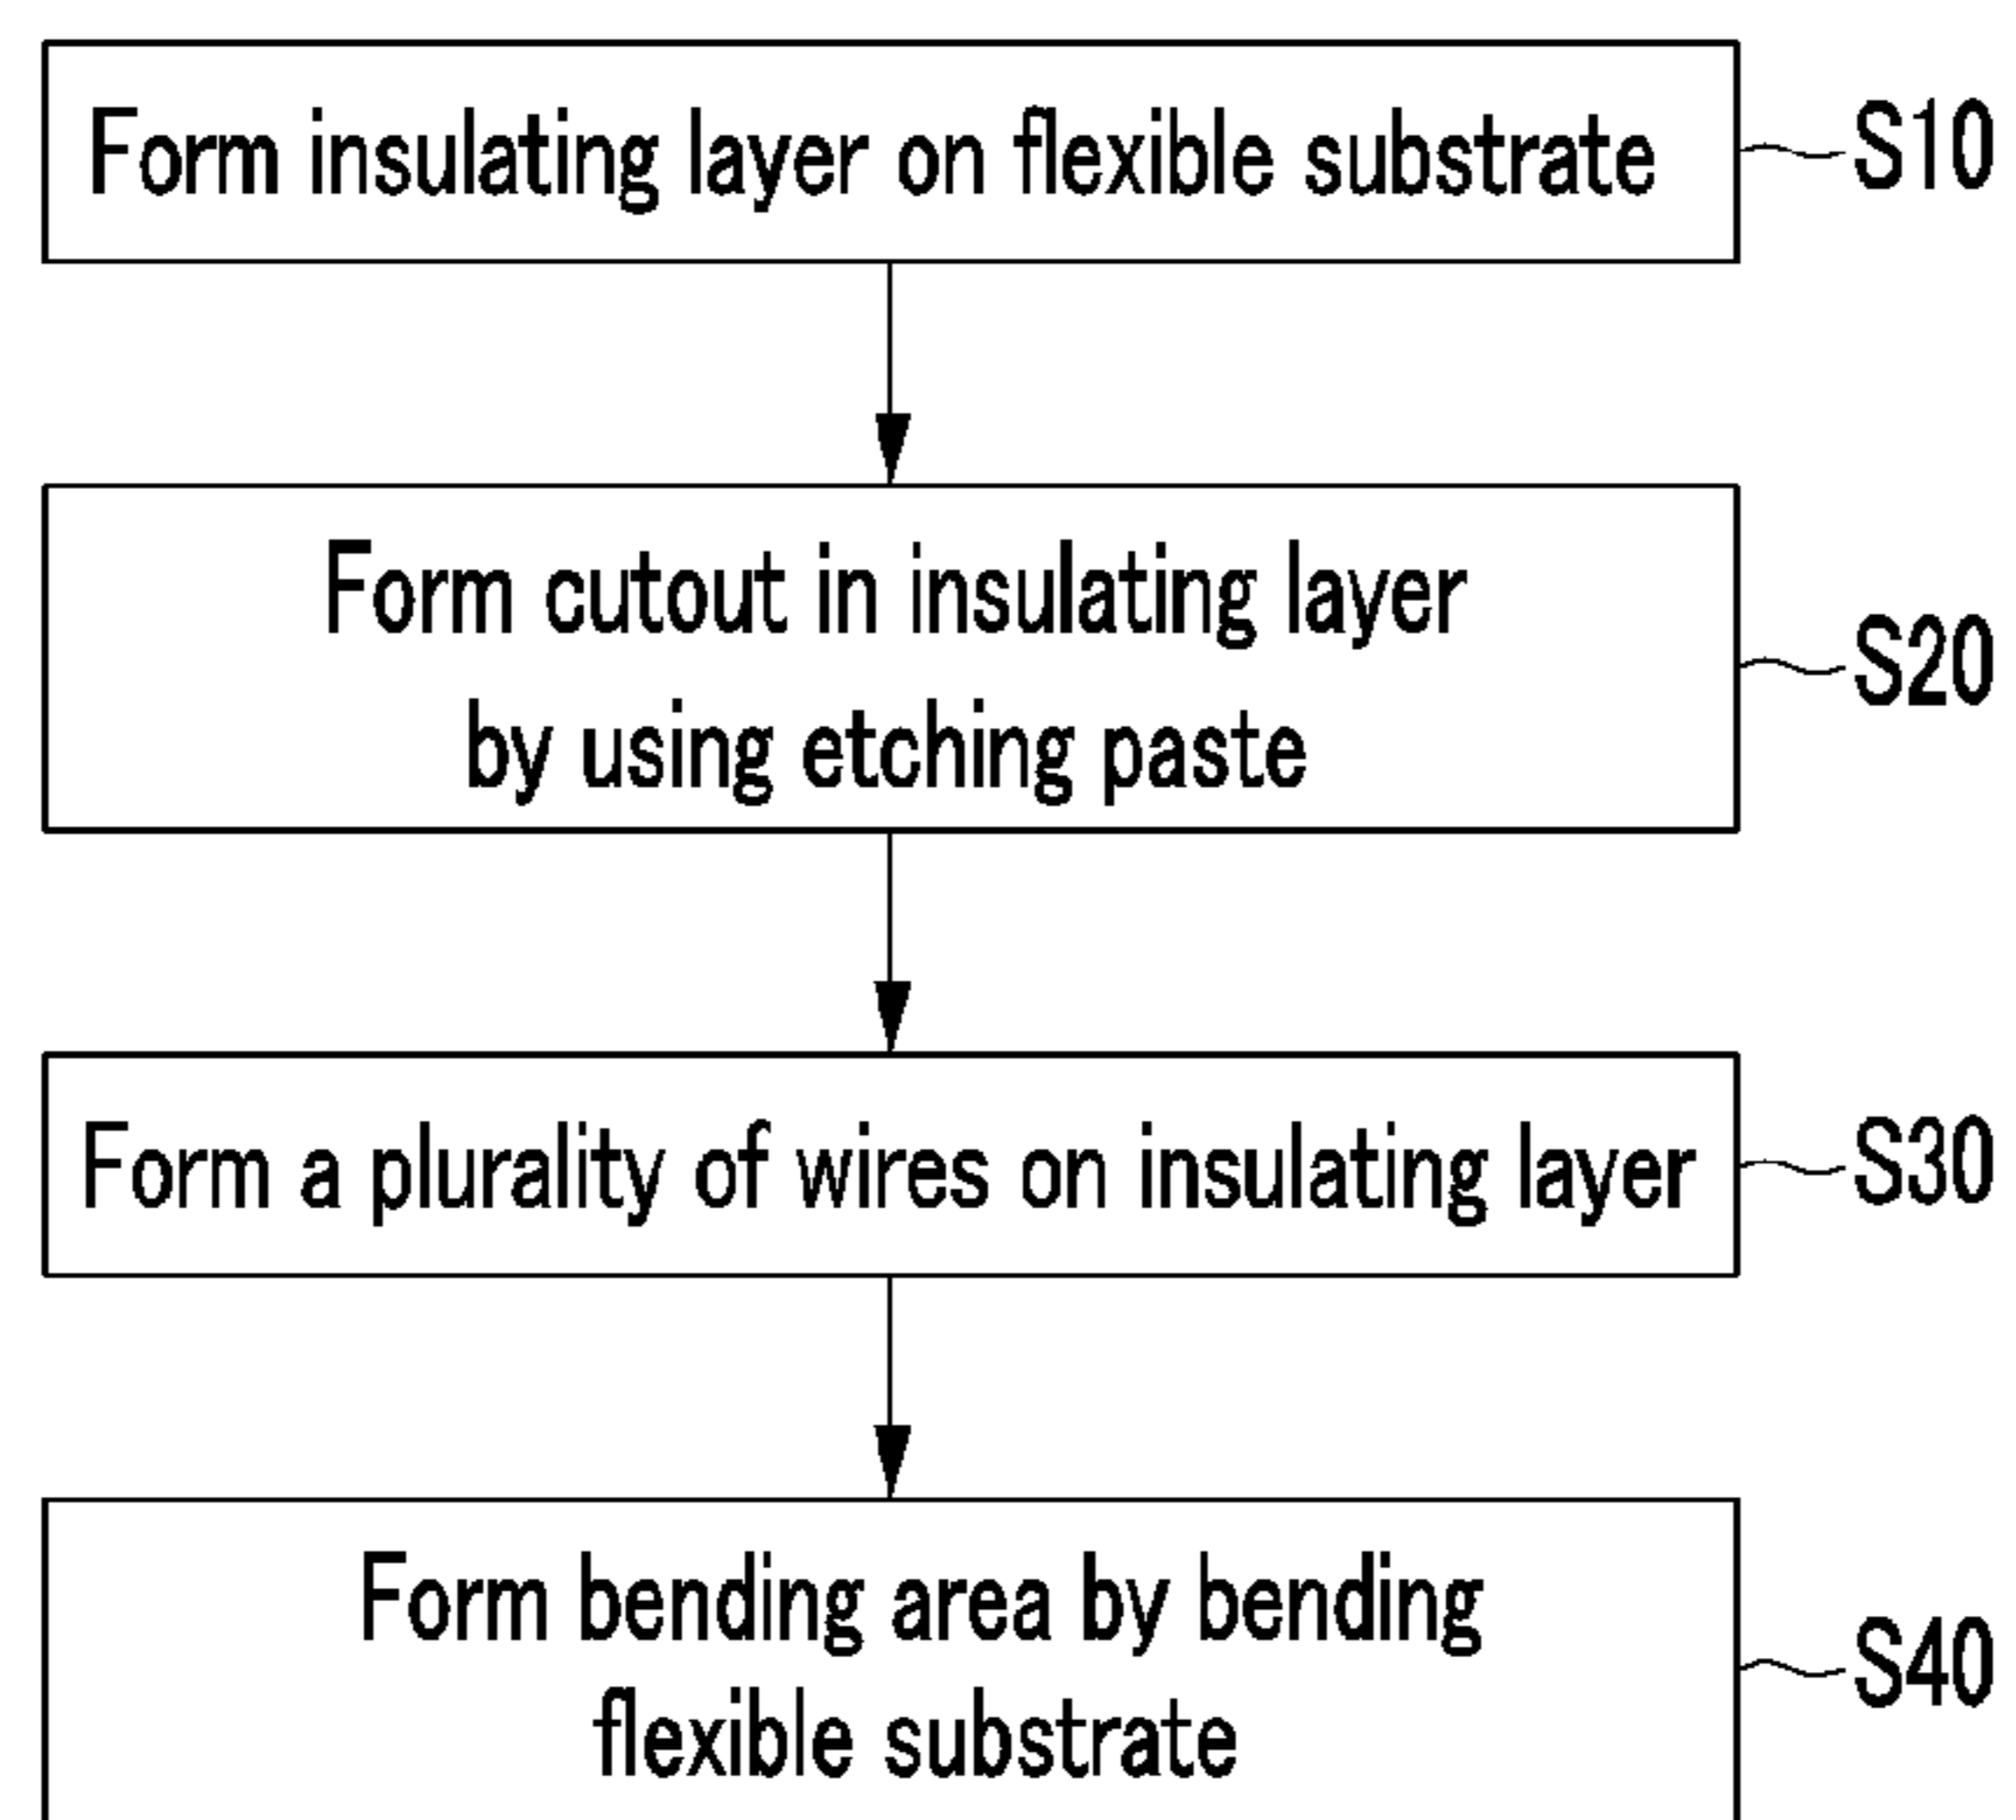 Form insulating layer on flexible substrate
S10
Form cutout in insulating layer
by using etching paste
S20
Form a plurality of wires on insulating layer
S30
Form bending area by bending
flexible substrate
S40